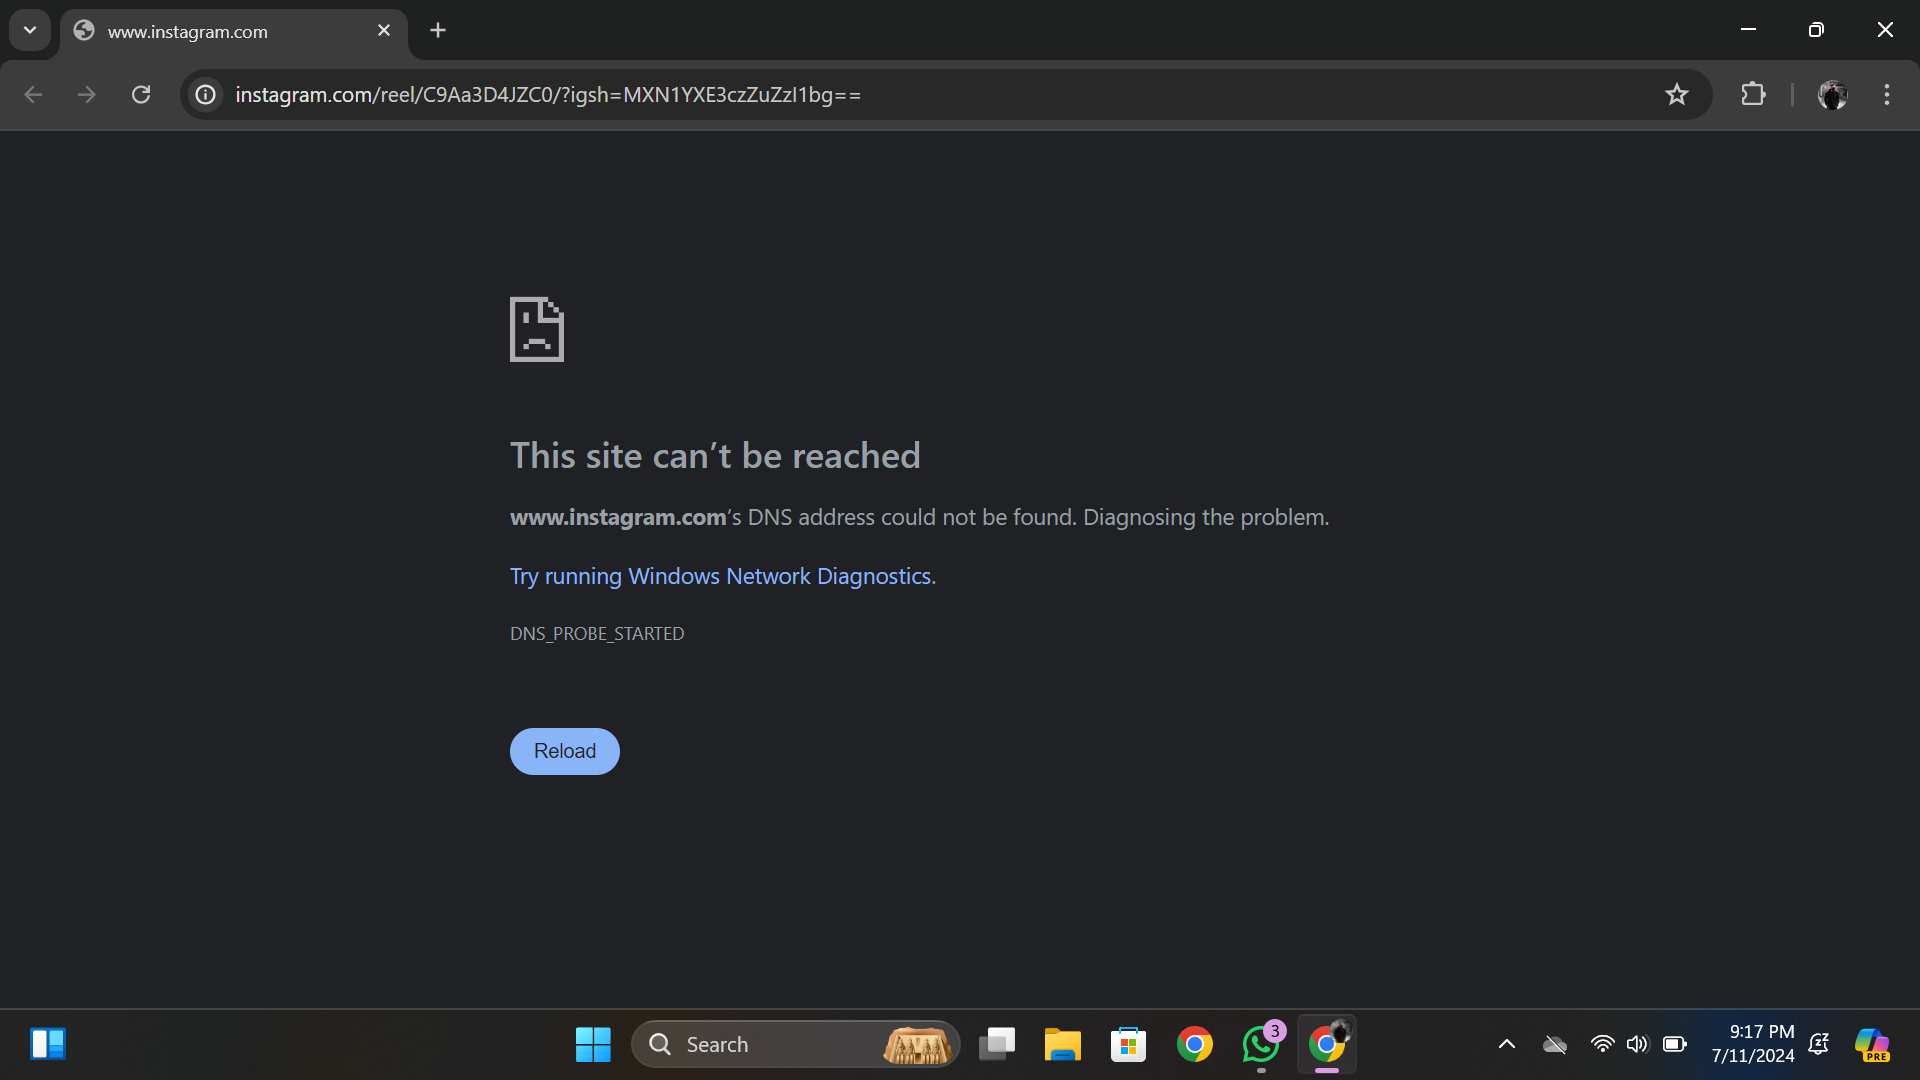 www.instagram.com
instagram.com/reel/C9Aa3D4JZC0/?igsh=MXN1YXE3czZuZzI1bg==
This site can’t be reached
www.instagram.com’s DNS address could not be found. Diagnosing the problem.
Try running Windows Network Diagnostics.
DNS_PROBE_STARTED
Reload
Search
3
9:17 PM
7/11/2024
PRE